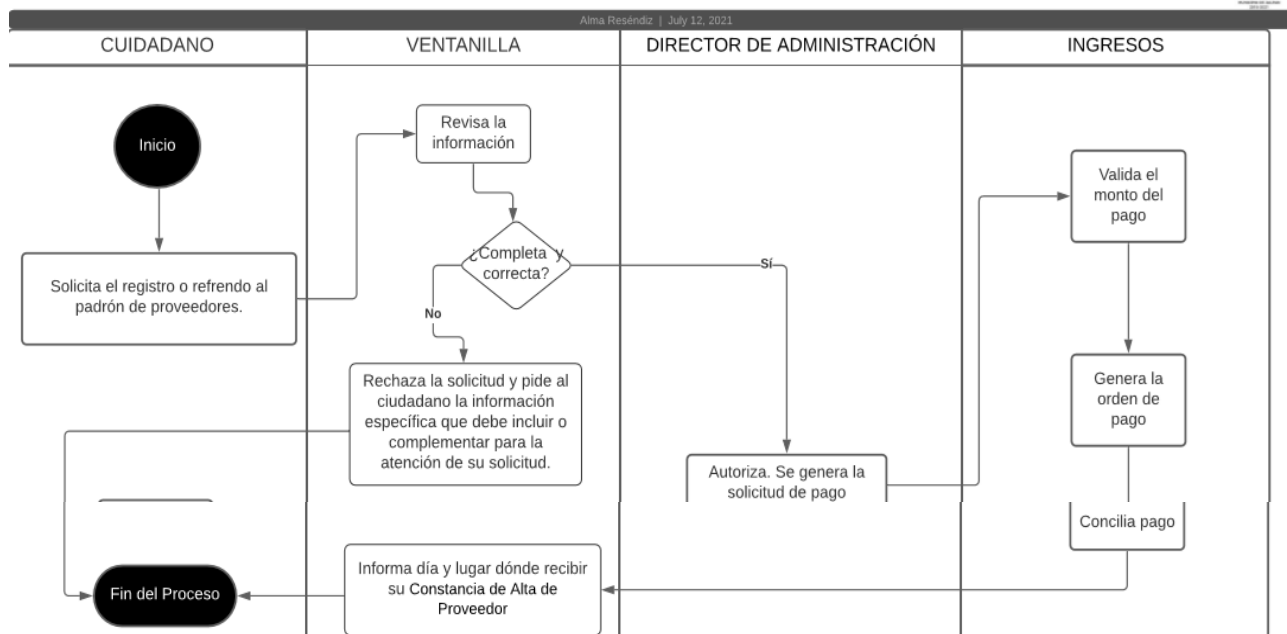 Alma Reséndiz | July 12, 2021
CUIDADANO
VENTANILLA
DIRECTOR DE ADMINISTRACIÓN
INGRESOS
Inicio
Solicita el registro o refrendo al
padrón de proveedores.
Revisa la
información
¿Completa y
correcta?
Sí
No
Rechaza la solicitud y pide al
ciudadano la información
específica que debe incluir o
complementar para la
atención de su solicitud.
Autoriza. Se genera la
solicitud de pago
Valida el
monto del
pago
Genera la
orden de
pago
Concilia pago
Informa día y lugar dónde recibir
su Constancia de Alta de
Proveedor
Fin del Proceso